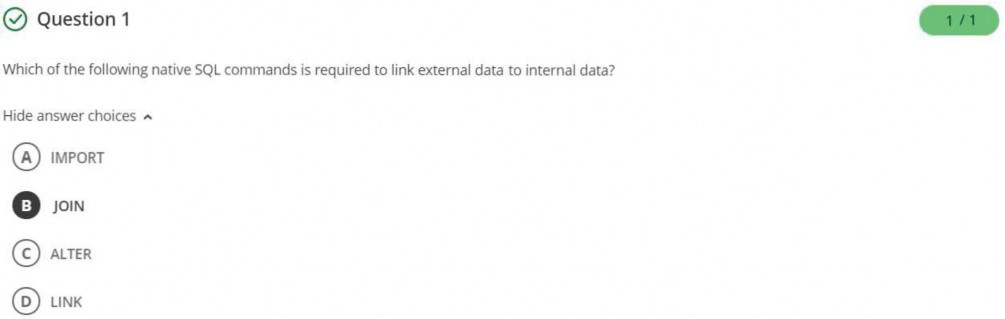 Question 1
1 / 1
Which of the following native SQL commands is required to link external data to internal data?
Hide answer choices
A IMPORT
B JOIN
C ALTER
D LINK